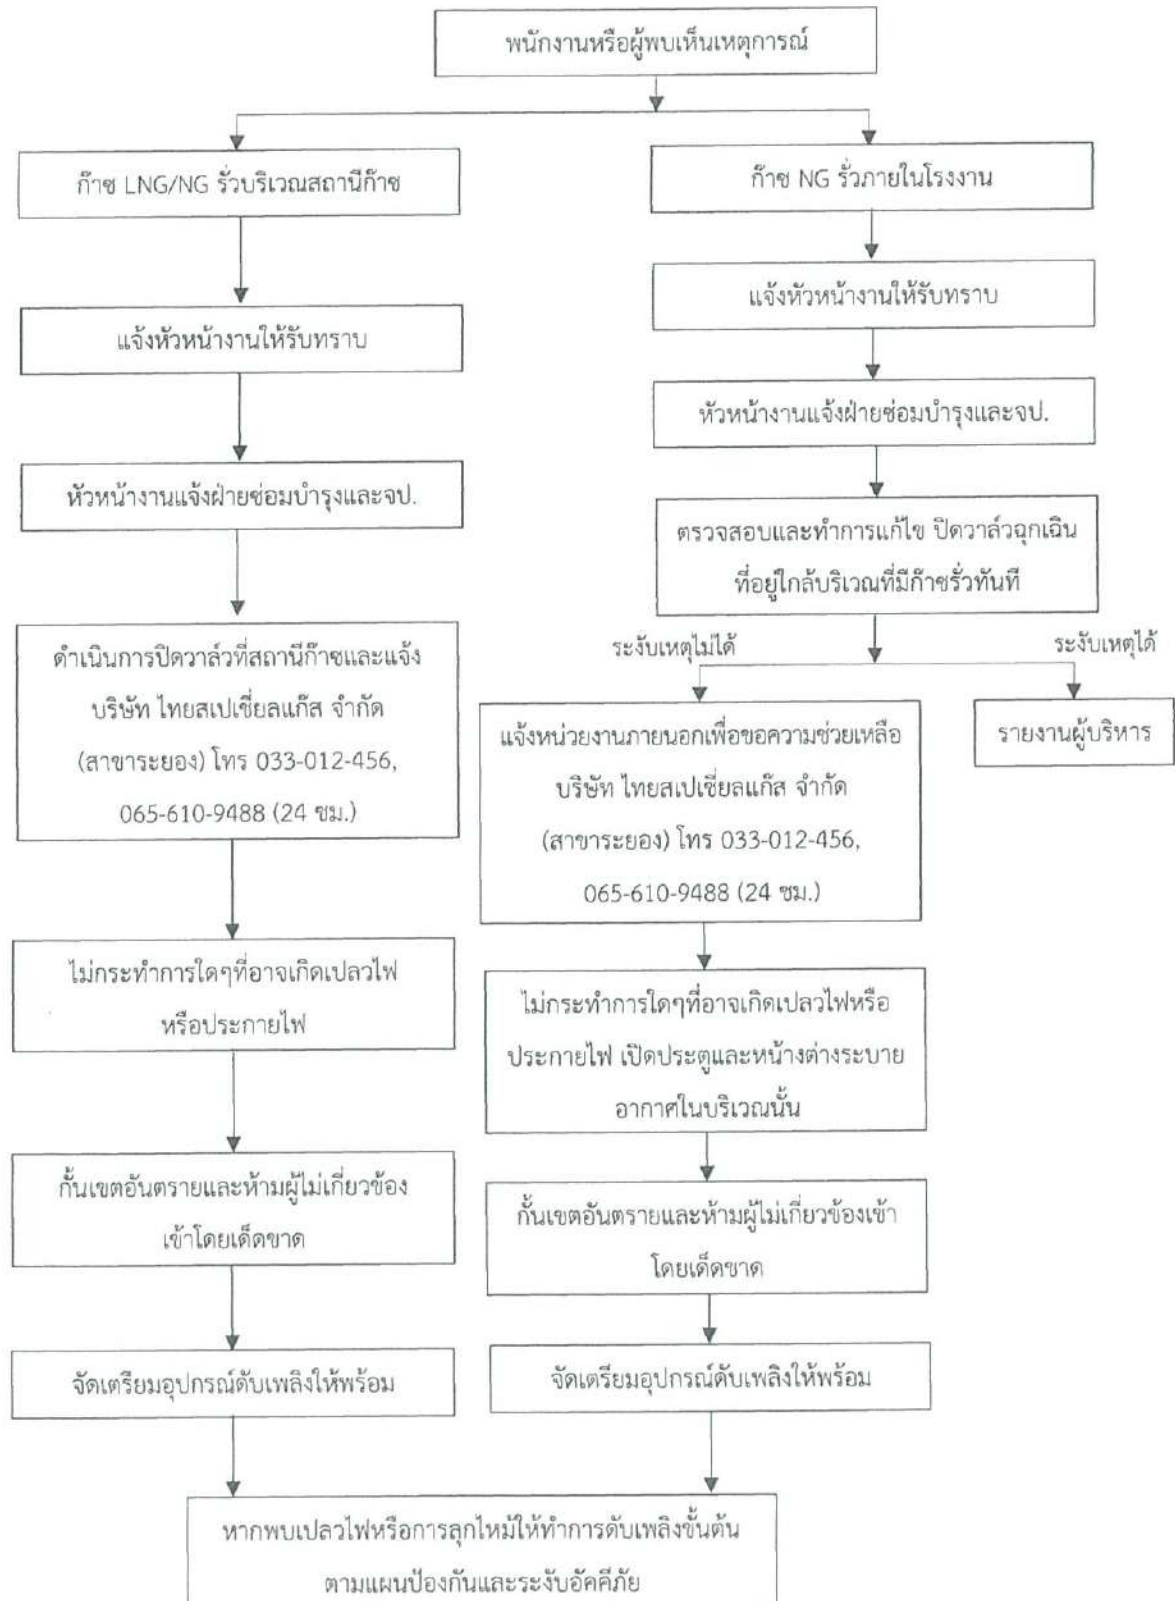 พนักงานหรือผู้พบเห็นเหตุการณ์
ก๊าซ LNG/NG รั่วบริเวณสถานีก๊าซ
แจ้งหัวหน้างานให้รับทราบ
หัวหน้างานแจ้งฝ่ายซ่อมบำรุงและจป.
ดำเนินการปิดวาล์วที่สถานีก๊าซและแจ้ง
บริษัท ไทยสเปเชี่ยลแก๊ส จำกัด
(สาขาระยอง) โทร 033-012-456,
065-610-9488 (24 ชม.)
ไม่กระทำการใดๆที่อาจเกิดเปลวไฟ
หรือประกายไฟ
กั้นเขตอันตรายและห้ามผู้ไม่เกี่ยวข้อง
เข้าโดยเด็ดขาด
จัดเตรียมอุปกรณ์ดับเพลิงให้พร้อม
ก๊าซ NG รั่วภายในโรงงาน
แจ้งหัวหน้างานให้รับทราบ
หัวหน้างานแจ้งฝ่ายซ่อมบำรุงและจป.
ตรวจสอบและทำการแก้ไข ปิดวาล์วฉุกเฉิน
ที่อยู่ใกล้บริเวณที่มีก๊าซรั่วทันที
ระงับเหตุไม่ได้
ระงับเหตุได้
แจ้งหน่วยงานภายนอกเพื่อขอความช่วยเหลือ
บริษัท ไทยสเปเชี่ยลแก๊ส จำกัด
(สาขาระยอง) โทร 033-012-456,
065-610-9488 (24 ชม.)
รายงานผู้บริหาร
ไม่กระทำการใดๆที่อาจเกิดเปลวไฟหรือ
ประกายไฟ เปิดประตูและหน้างต่างระบาย
อากาศในบริเวณนั้น
กั้นเขตอันตรายและห้ามผู้ไม่เกี่ยวข้องเข้า
โดยเด็ดขาด
จัดเตรียมอุปกรณ์ดับเพลิงให้พร้อม
หากพบเปลวไฟหรือการลุกไหม้ให้ทำการดับเพลิงขั้นต้น
ตามแผนป้องกันและระงับอัคคีภัย